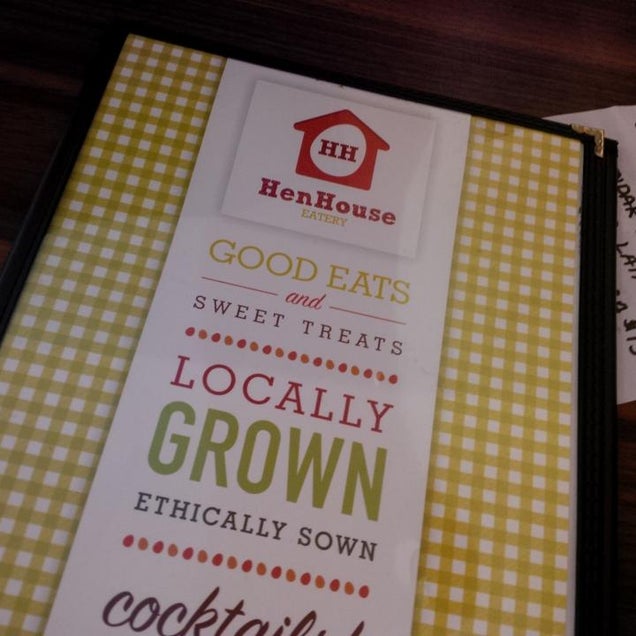 HH
HenHouse
EATERY
GOOD EATS
and
SWEET TREATS
LOCALLY
GROWN
ETHICALLY SOWN